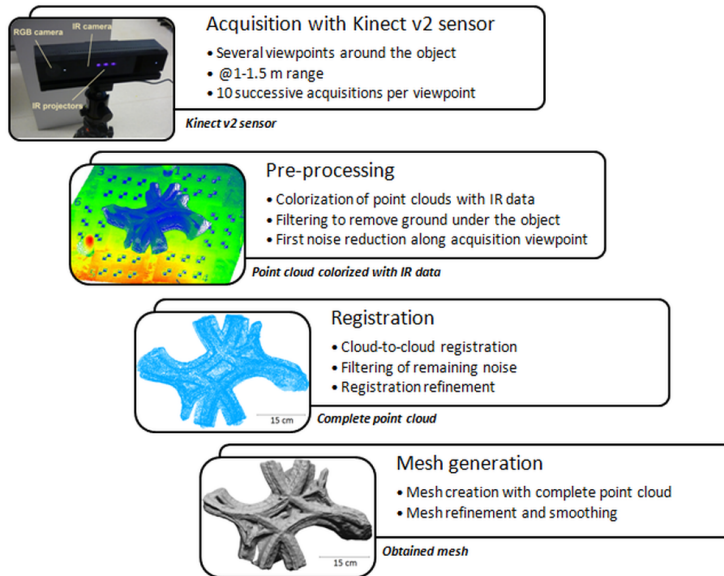 Acquisition with Kinect v2 sensor
RGB camera
IR camera
IR projectors
• Several viewpoints around the object
• @1-1.5 m range
• 10 successive acquisitions per viewpoint
Kinect v2 sensor
Pre-processing
3
1
6
• Colorization of point clouds with IR data
• Filtering to remove ground under the object
• First noise reduction along acquisition viewpoint
Point cloud colorized with IR data
Registration
• Cloud-to-cloud registration
• Filtering of remaining noise
• Registration refinement
15 cm
Complete point cloud
Mesh generation
• Mesh creation with complete point cloud
• Mesh refinement and smoothing
15 cm
Obtained mesh